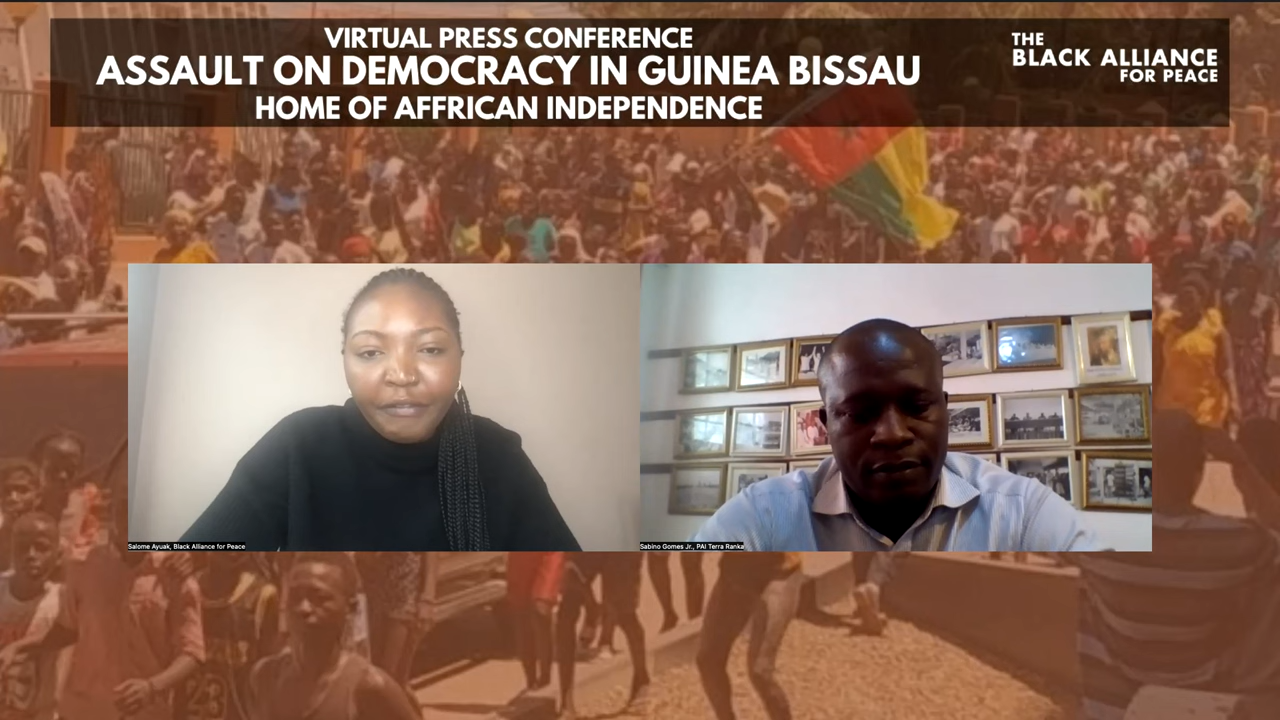 VIRTUAL PRESS CONFERENCE
ASSAULT ON DEMOCRACY IN GUINEA BISSAU
HOME OF AFFRICAN INDEPENDENCE
THE
BLACK ALLIANCE
FOR PEACE
Salome Ayuak, Black Alliance for Peace
Sabino Gomes Jr., PAI Terra Ranka